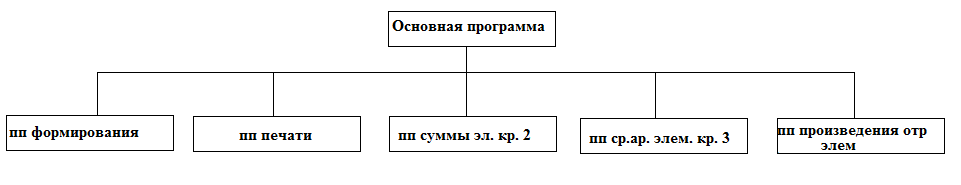 Основная программа
пп формирования
пп печати
пп суммы эл. кр. 2
пп ср.ар. элем. кр. 3
пп произведения отр
элем